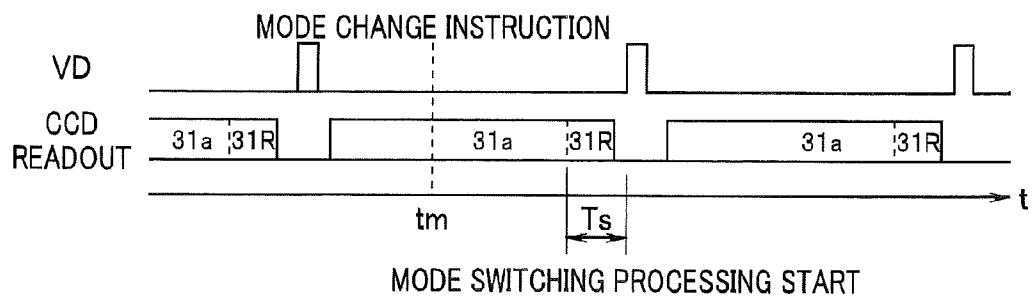 MODE CHANGE INSTRUCTION
VD
CCD READOUT
31a 31R 31a 31R 31a 31R
t
tm Ts
MODE SWITCHING PROCESSING START